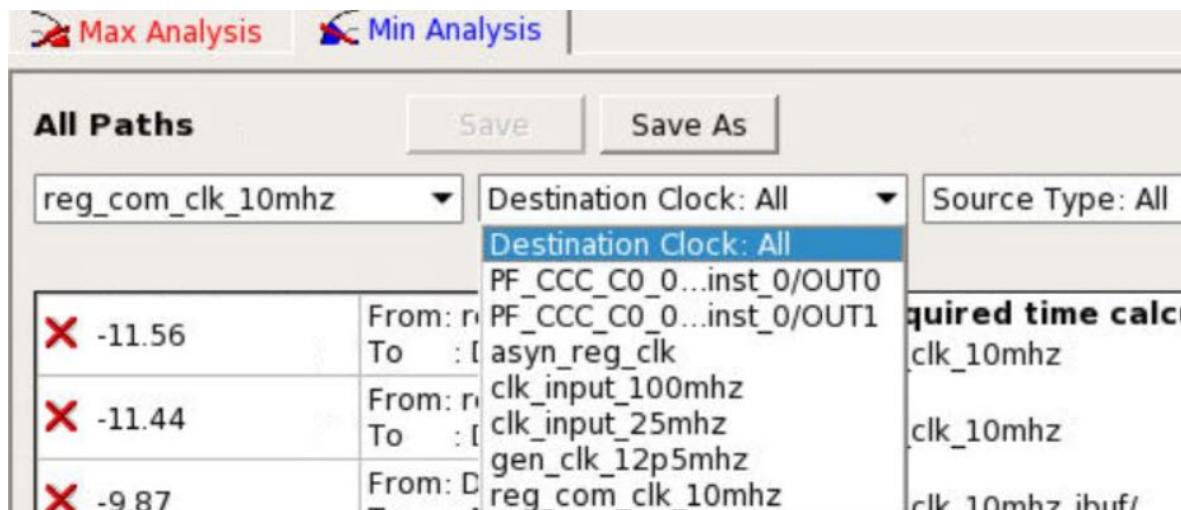 Max Analysis Min Analysis
All Paths Save Save As
reg_com_clk_10mhz Destination Clock: All Source Type: All
Destination Clock: All
PF_CCC_C0_0...inst_0/OUT0
PF_CCC_C0_0...inst_0/OUT1
asyn_reg_clk
clk_input_100mhz
clk_input_25mhz
gen_clk_12p5mhz
reg_com_clk_10mhz
-11.56 From: r quired time calc
To : D clk_10mhz
-11.44 From: r
To : D clk_10mhz
-9.87 From: D clk_10mhz_ibuf/